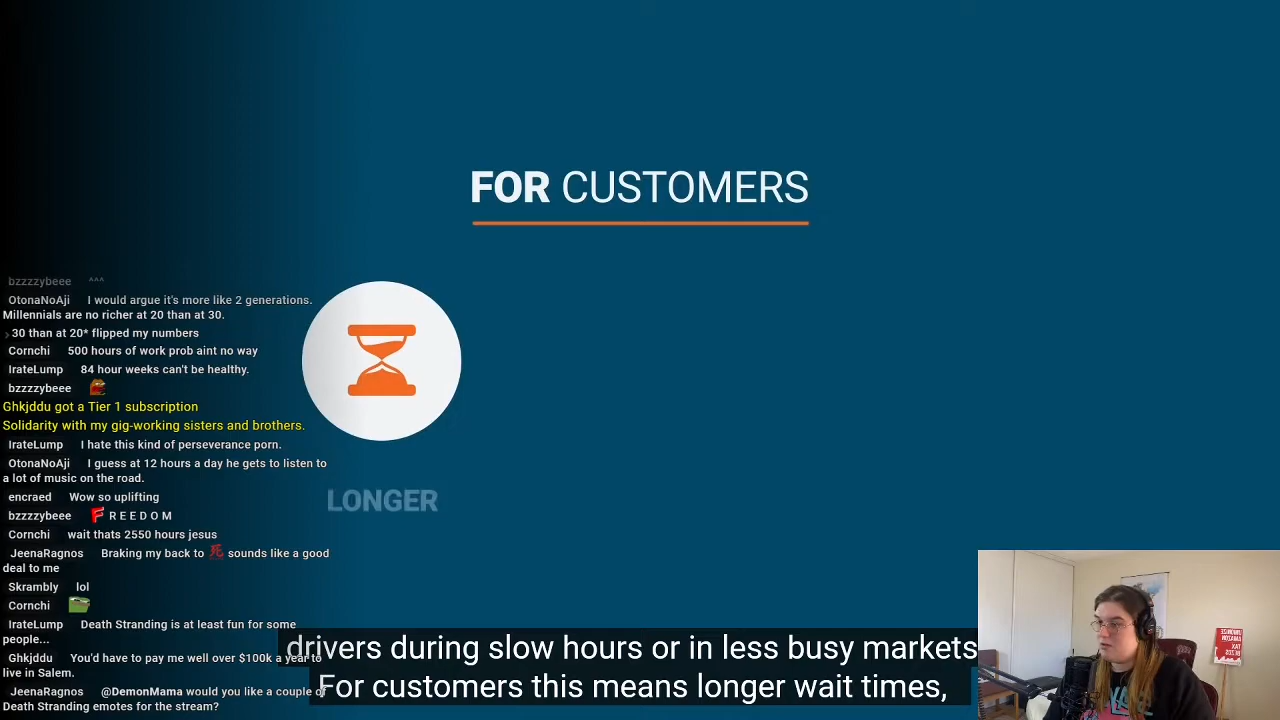 FOR CUSTOMERS
bzzzzybeee ^^^
OtonaNoAji I would argue it's more like 2 generations.
Millennials are no richer at 20 than at 30.
30 than at 20* flipped my numbers
Cornchi 500 hours of work prob aint no way
IrateLump 84 hour weeks can't be healthy.
bzzzzybeee
Ghkjddu got a Tier 1 subscription
Solidarity with my gig-working sisters and brothers.
IrateLump I hate this kind of perseverance porn.
OtonaNoAji I guess at 12 hours a day he gets to listen to
a lot of music on the road.
encraed Wow so uplifting
bzzzzybeee F R E E D O M
Cornchi wait thats 2550 hours jesus
JeenaRagnos Braking my back to 死 sounds like a good
deal to me
Skrambly lol
Cornchi
IrateLump Death Stranding is at least fun for some
people...
Ghkjddu You'd have to pay me well over $100k a year to
live in Salem.
JeenaRagnos @DemonMama would you like a couple of
Death Stranding emotes for the stream?
LONGER
drivers during slow hours or in less busy markets
For customers this means longer wait times,
UNIONIZE
AMAZON
TAX
BEZOS